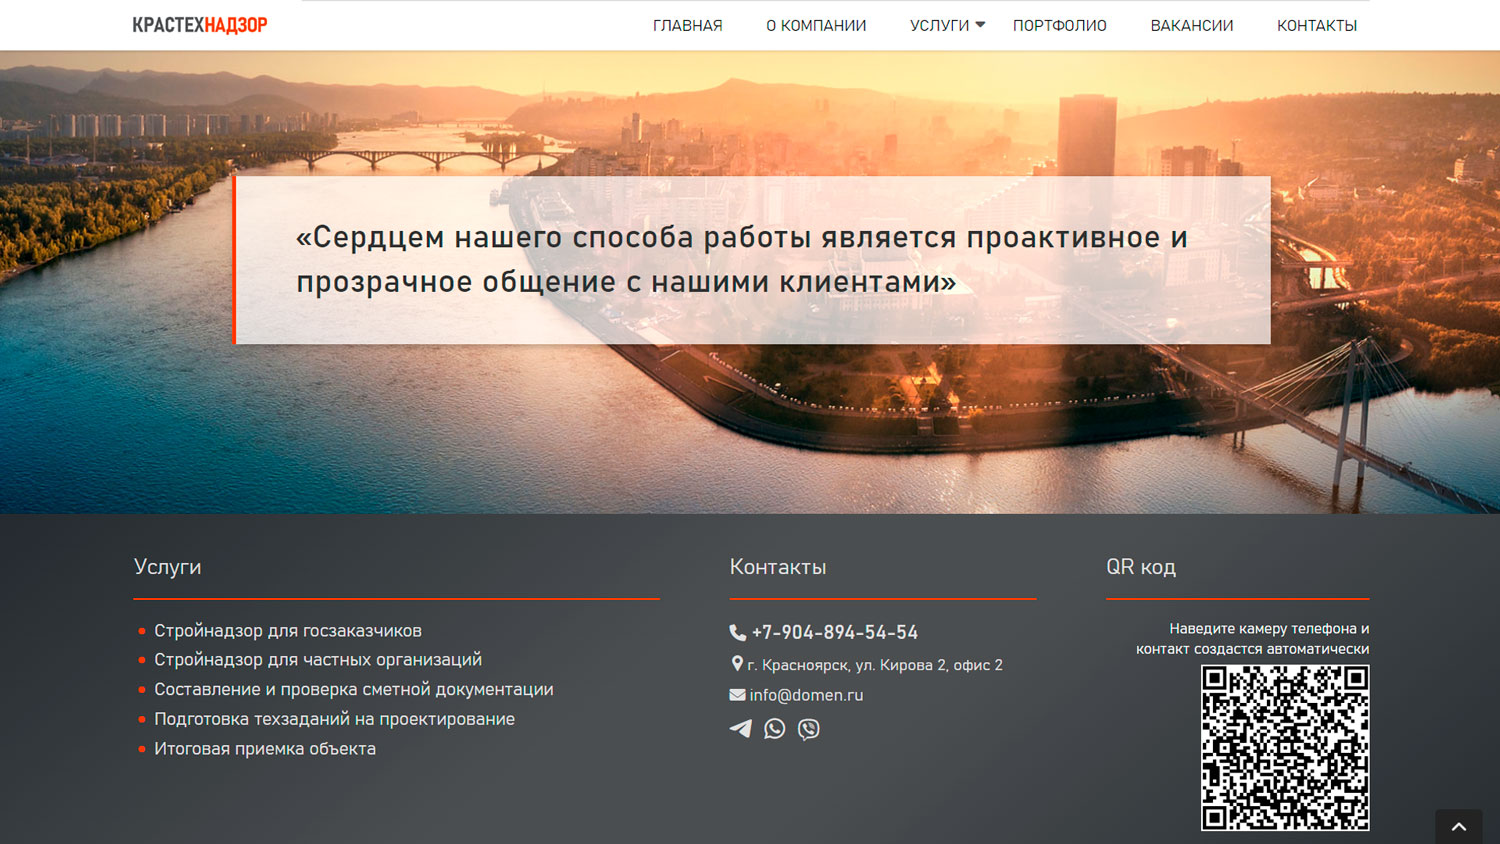 КРАСТЕХНАДЗОР
ГЛАВНАЯ О КОМПАНИИ УСЛУГИ ПОРТФОЛИО ВАКАНСИИ КОНТАКТЫ
«Сердцем нашего способа работы является проактивное и
прозрачное общение с нашими клиентами»
Услуги
Стройнадзор для госзаказчиков
Стройнадзор для частных организаций
Составление и проверка сметной документации
Подготовка техзаданий на проектирование
Итоговая приемка объекта
Контакты
+7-904-894-54-54
г. Красноярск, ул. Кирова 2, офис 2
info@domen.ru
QR код
Наведите камеру телефона и
контакт создастся автоматически